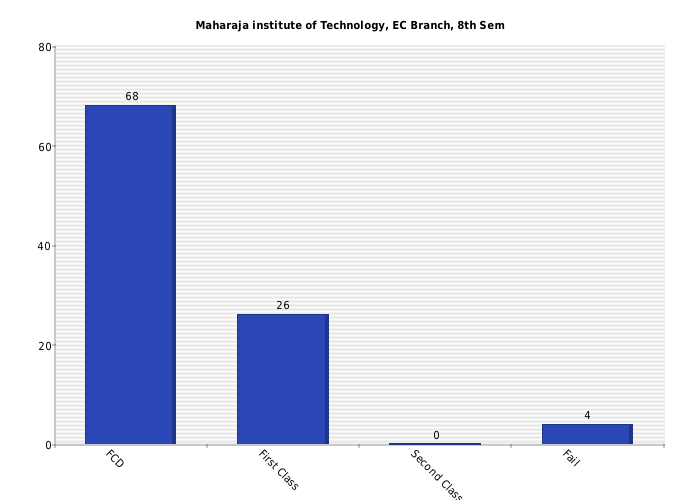 Maharaja institute of Technology, EC Branch, 8th Sem
80
60
40
20
0
68
26
0
4
FCD
First Class
Second Class
Fail